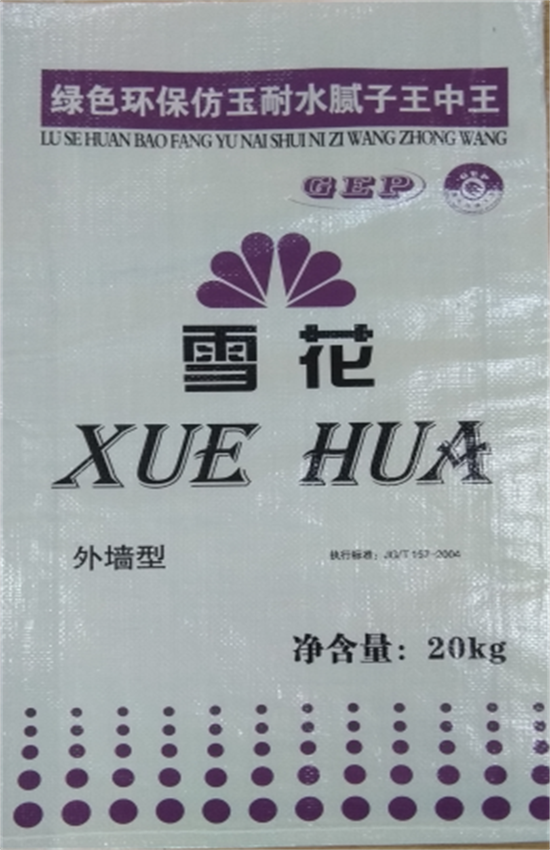 绿色环保仿玉耐水腻子王中王
LU SE HUAN BAO FANG YU NAI SHUI NI ZI WANG ZHONG WANG
GEP
GEP
雪花
XUE HUA
外墙型
执行标准：JG/T 157-2004
净含量：20kg